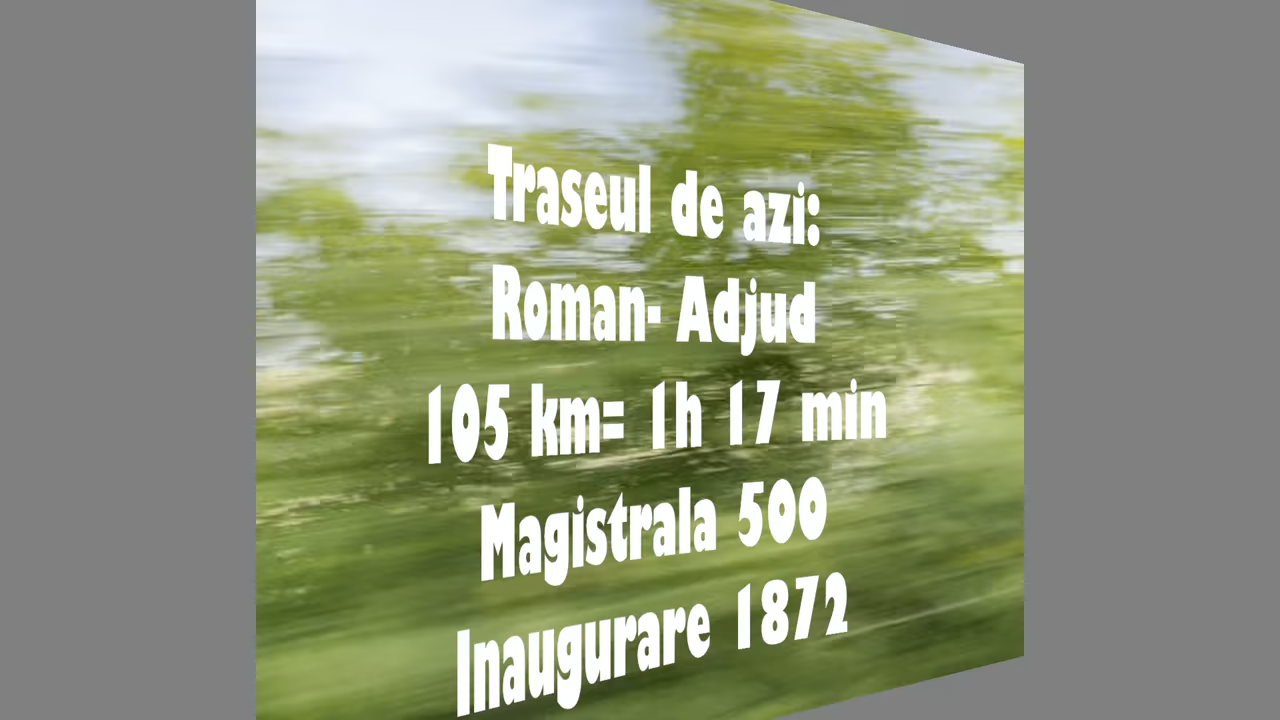 Traseul de azi:
Roman- Adjud
105 km= 1h 17 min
Magistrala 500
Inaugurare 1872